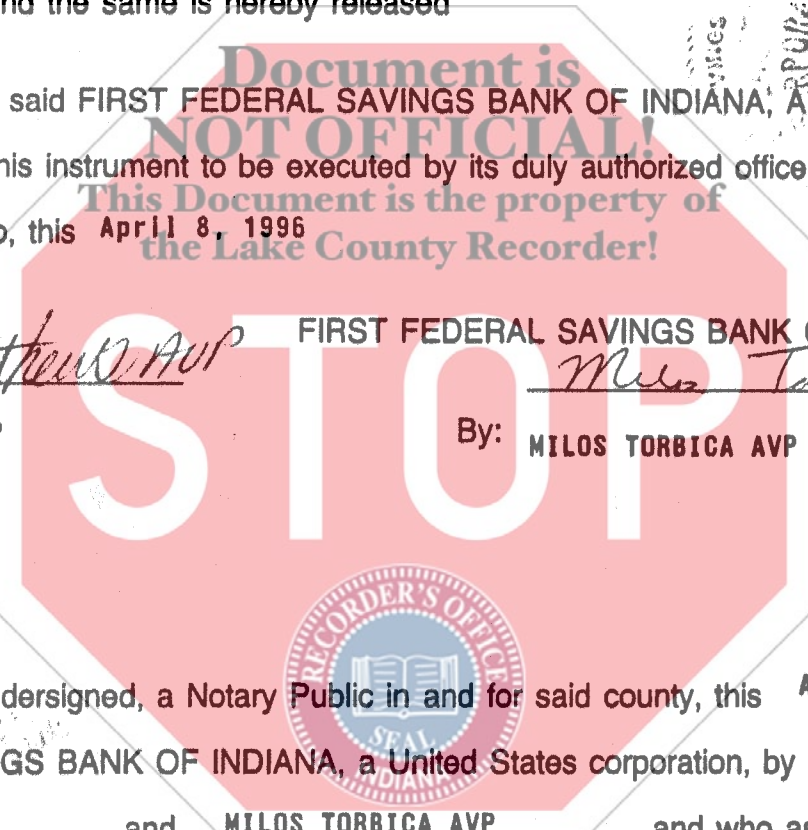 nd the same is hereby released
Document is
said FIRST FEDERAL SAVINGS BANK OF INDIANA, A
NOT OFFICIAL!
his instrument to be executed by its duly authorized office
This Document is the property of
o, this April 8, 1996
the Lake County Recorder!
AVP
FIRST FEDERAL SAVINGS BANK
Milos
STOP
By: MILOS TORBICA AVP
RECORDER'S OFFICE
SEAL
INDIANA
dersigned, a Notary Public in and for said county, this
GS BANK OF INDIANA, a United States corporation, by
and MILOS TORBICA AVP and who